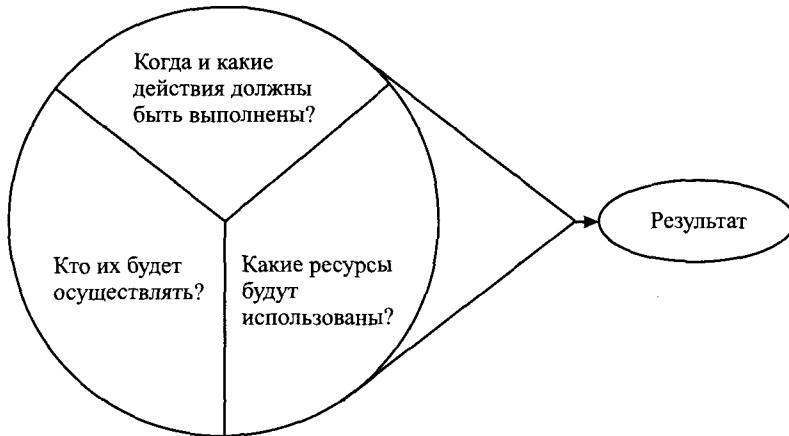 Когда и какие
действия должны
быть выполнены?
Кто их будет
осуществлять?
Какие ресурсы
будут
использованы?
Результат